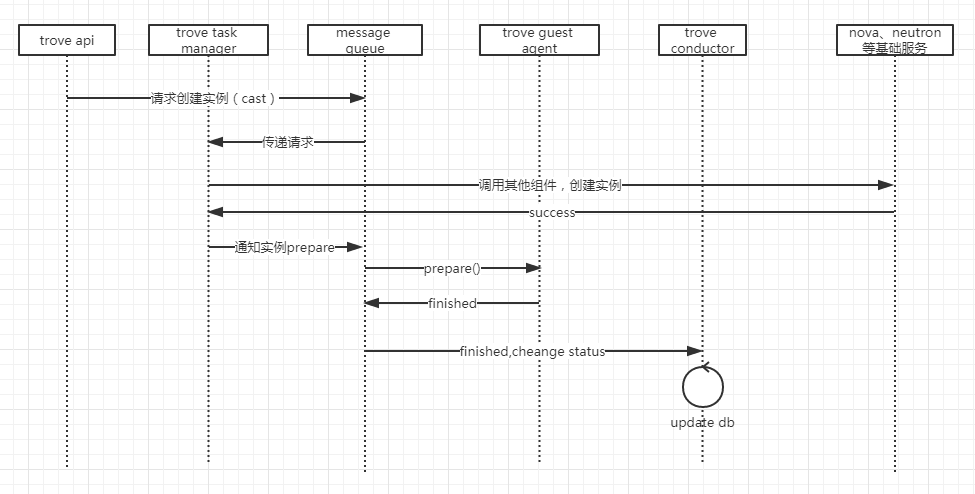 trove api
trove task
manager
message
queue
trove guest
agent
trove
conductor
nova、neutron
等基础服务
请求创建实例（cast）
传递请求
调用其他组件，创建实例
success
通知实例prepare
prepare()
finished
finished,cheange status
update db